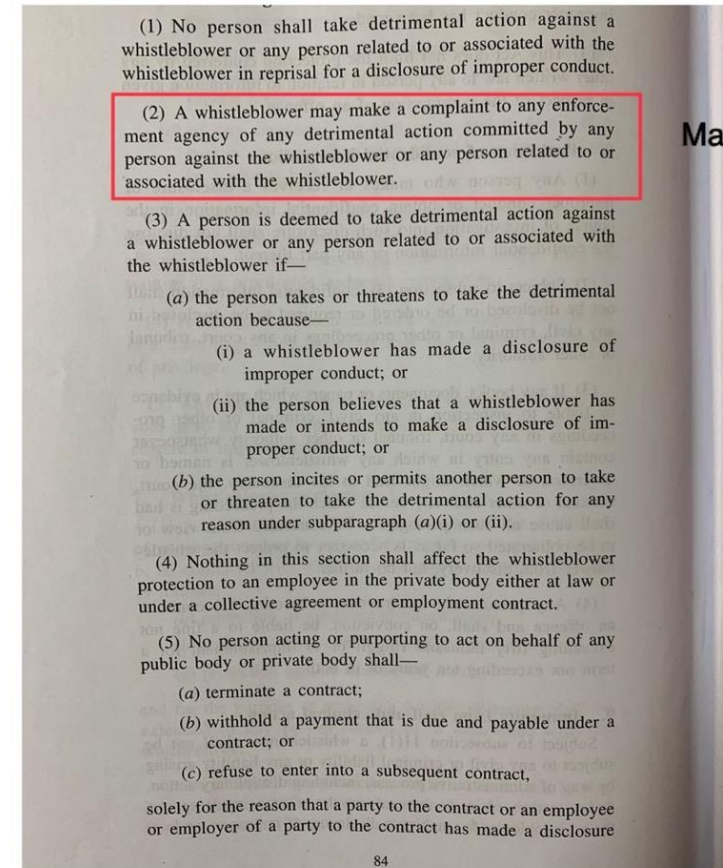 (1) No person shall take detrimental action against a
whistleblower or any person related to or associated with the
whistleblower in reprisal for a disclosure of improper conduct.
(2) A whistleblower may make a complaint to any enforce-
ment agency of any detrimental action committed by any
person against the whistleblower or any person related to or
associated with the whistleblower.
(3) A person is deemed to take detrimental action against
a whistleblower or any person related to or associated with
the whistleblower if—
(a) the person takes or threatens to take the detrimental
action because—
(i) a whistleblower has made a disclosure of
improper conduct; or
(ii) the person believes that a whistleblower has
made or intends to make a disclosure of im-
proper conduct; or
(b) the person incites or permits another person to take
or threaten to take the detrimental action for any
reason under subparagraph (a)(i) or (ii).
(4) Nothing in this section shall affect the whistleblower
protection to an employee in the private body either at law or
under a collective agreement or employment contract.
(5) No person acting or purporting to act on behalf of any
public body or private body shall—
(a) terminate a contract;
(b) withhold a payment that is due and payable under a
contract; or
(c) refuse to enter into a subsequent contract,
solely for the reason that a party to the contract or an employee
or employer of a party to the contract has made a disclosure
84
Ma